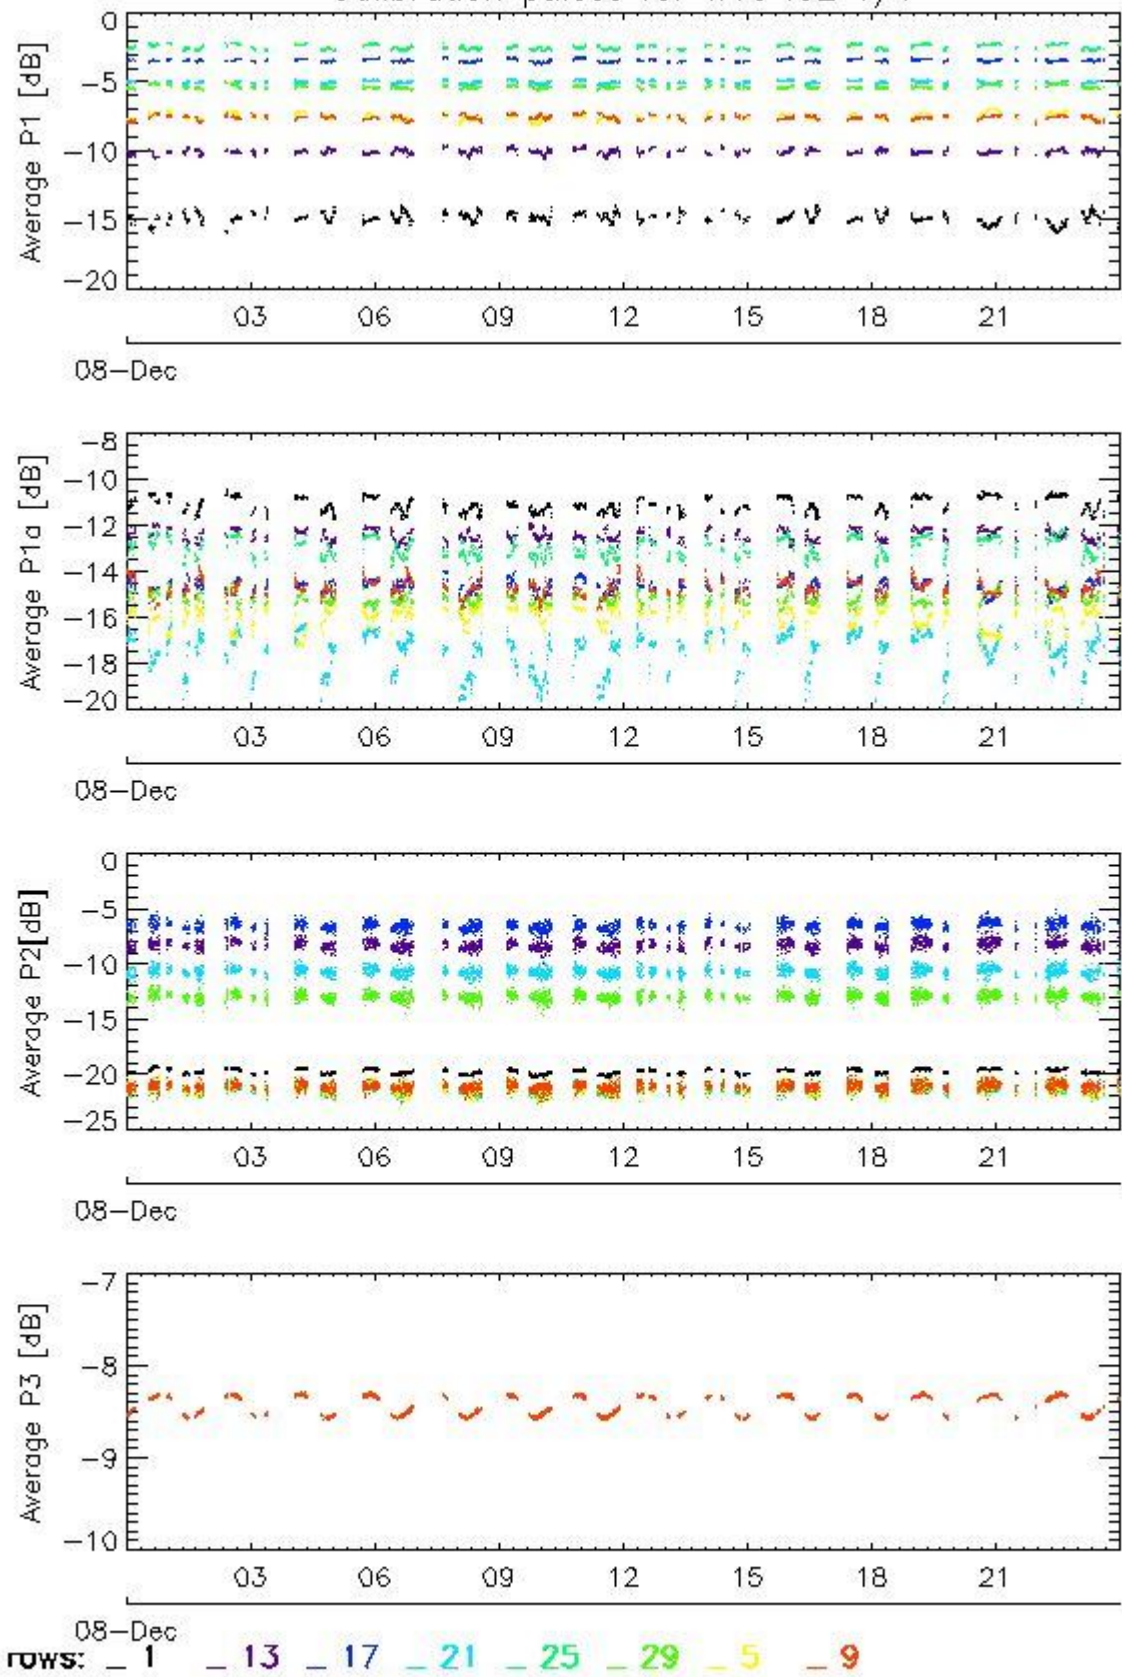 Average P1 [dB]
0
−5
−10
−15
−20
03 06 09 12 15 18 21
08−Dec
Average P1a [dB]
−8
−10
−12
−14
−16
−18
−20
03 06 09 12 15 18 21
08−Dec
Average P2[dB]
0
−5
−10
−15
−20
−25
03 06 09 12 15 18 21
08−Dec
Average P3 [dB]
−7
−8
−9
−10
03 06 09 12 15 18 21
08−Dec
rows: _ 1 _ 13 _ 17 _ 21 _ 25 _ 29 _ 5 _ 9